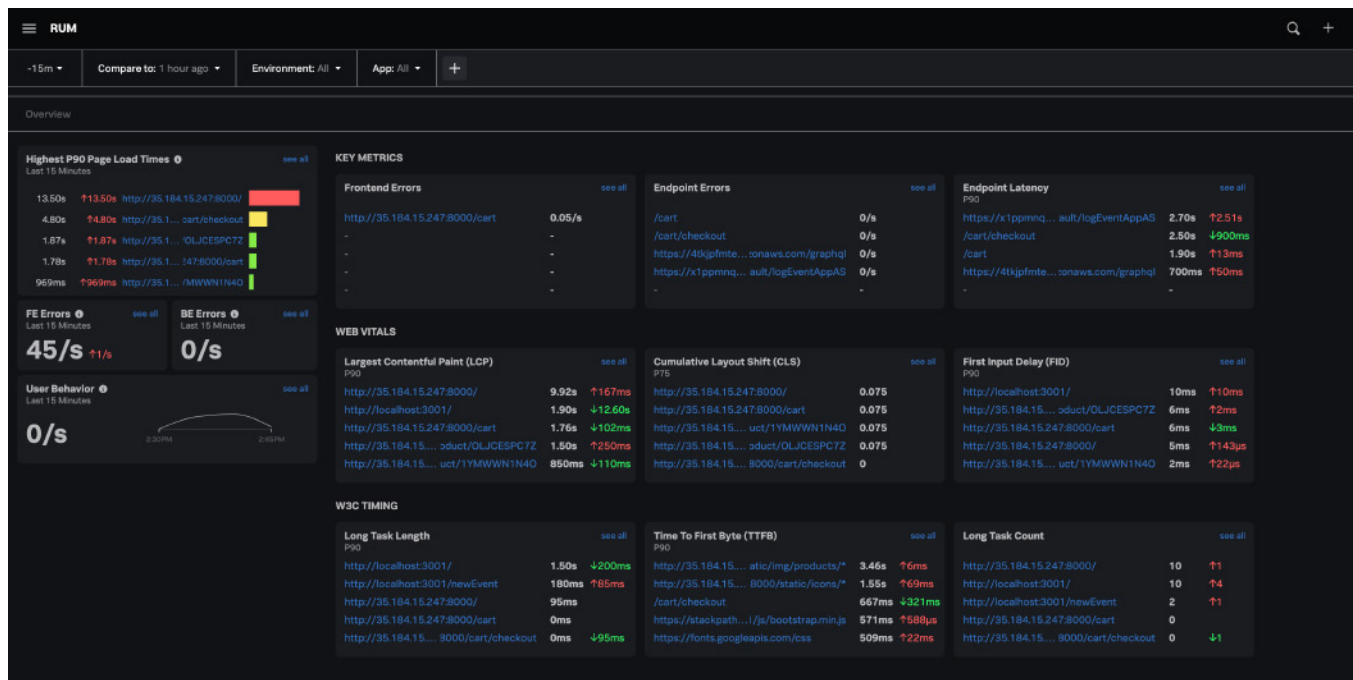 RUM
-15m
Compare to: 1 hour ago
Environment: All
App: All
Overview
Highest P90 Page Load Times see all
Last 15 Minutes
13.50s ↑13.50s http://35.184.15.247:8000/
4.80s ↑4.80s http://35.1... cart/checkout
1.87s ↑1.87s http://35.1... 'OLJCESPC7Z
1.78s ↑1.78s http://35.1... :47:8000/cart
969ms ↑969ms http://35.1... /MWWN1N4O
FE Errors see all
Last 15 Minutes
45/s ↑1/s
BE Errors see all
Last 15 Minutes
0/s
User Behavior see all
Last 15 Minutes
0/s
2:30PM 2:45PM
KEY METRICS
Frontend Errors see all
http://35.184.15.247:8000/cart 0.05/s
- -
- -
- -
- -
Endpoint Errors see all
/cart 0/s
/cart/checkout 0/s
https://4tkjpfmte... :onaws.com/graphql 0/s
https://x1ppmnq... ault/logEventAppAS 0/s
- -
Endpoint Latency see all
P90
https://x1ppmnq... ault/logEventAppAS 2.70s ↑2.51s
/cart/checkout 2.50s ↓900ms
/cart 1.90s ↑13ms
https://4tkjpfmte... :onaws.com/graphql 700ms ↑50ms
- -
WEB VITALS
Largest Contentful Paint (LCP) see all
P90
http://35.184.15.247:8000/ 9.92s ↑167ms
http://localhost:3001/ 1.90s ↓12.60s
http://35.184.15.247:8000/cart 1.76s ↓102ms
http://35.184.15.... oduct/OLJCESPC7Z 1.50s ↑250ms
http://35.184.15.... uct/1YMWWN1N4O 850ms ↓110ms
Cumulative Layout Shift (CLS) see all
P75
http://35.184.15.247:8000/ 0.075
http://35.184.15.247:8000/cart 0.075
http://35.184.15.... uct/1YMWWN1N4O 0.075
http://35.184.15.... oduct/OLJCESPC7Z 0.075
http://35.184.15.... 8000/cart/checkout 0
First Input Delay (FID) see all
P90
http://localhost:3001/ 10ms ↑10ms
http://35.184.15.... oduct/OLJCESPC7Z 6ms ↑2ms
http://35.184.15.247:8000/cart 6ms ↓3ms
http://35.184.15.247:8000/ 5ms ↑143µs
http://35.184.15.... uct/1YMWWN1N4O 2ms ↑22µs
W3C TIMING
Long Task Length see all
P90
http://localhost:3001/ 1.50s ↓200ms
http://localhost:3001/newEvent 180ms ↑85ms
http://35.184.15.247:8000/ 95ms
http://35.184.15.247:8000/cart 0ms
http://35.184.15.... 8000/cart/checkout 0ms ↓95ms
Time To First Byte (TTFB) see all
P90
http://35.184.15.... atic/img/products/* 3.46s ↑6ms
http://35.184.15.... 8000/static/icons/* 1.55s ↑69ms
/cart/checkout 667ms ↓321ms
https://stackpath...l/js/bootstrap.min.js 571ms ↑588µs
https://fonts.googleapis.com/css 509ms ↑22ms
Long Task Count see all
http://35.184.15.247:8000/ 10 ↑1
http://localhost:3001/ 10 ↑4
http://localhost:3001/newEvent 2 ↑1
http://35.184.15.247:8000/cart 0
http://35.184.15.... 8000/cart/checkout 0 ↓1